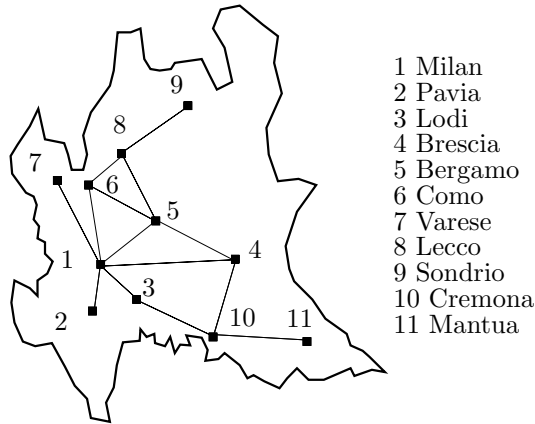 9
8
7
6
5
4
1
3
2
10
11
1 Milan
2 Pavia
3 Lodi
4 Brescia
5 Bergamo
6 Como
7 Varese
8 Lecco
9 Sondrio
10 Cremona
11 Mantua